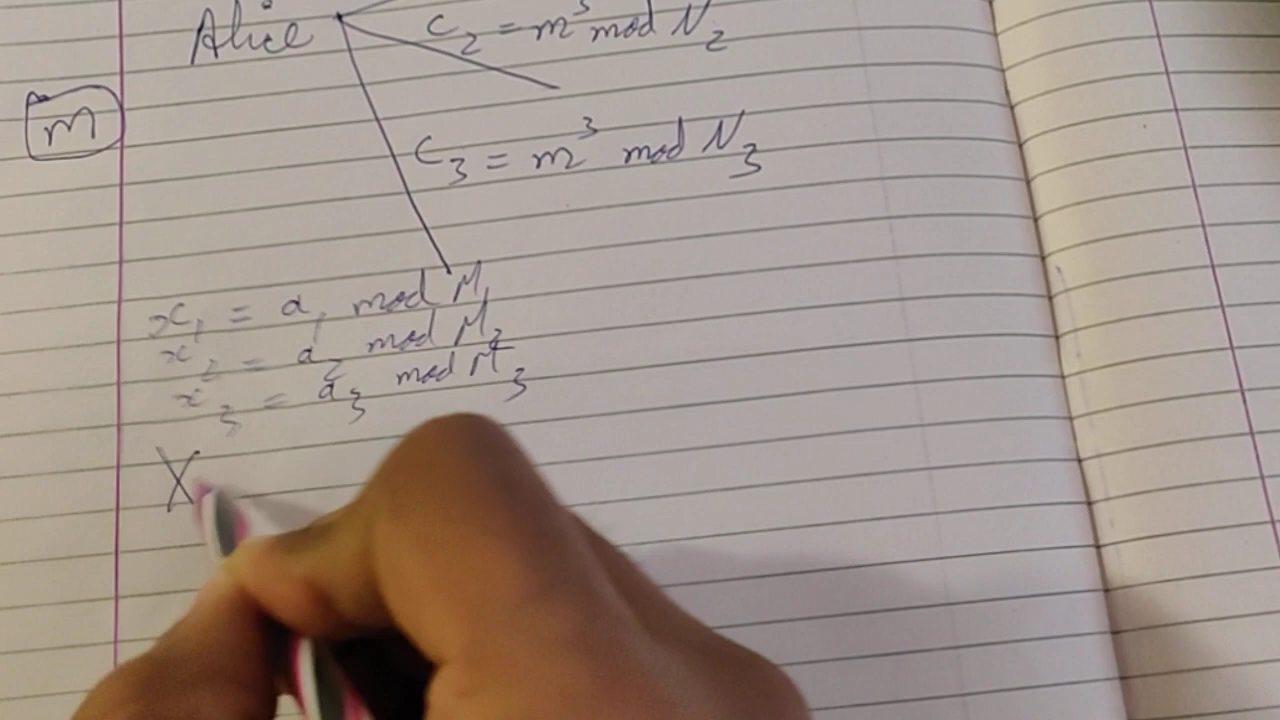 Alice
C₂ = m³ mod N₂
m
C₃ = m³ mod N₃
x₁ = a₁ mod M₁
x₂ = a₂ mod M₂
x₃ = a₃ mod M₃
X